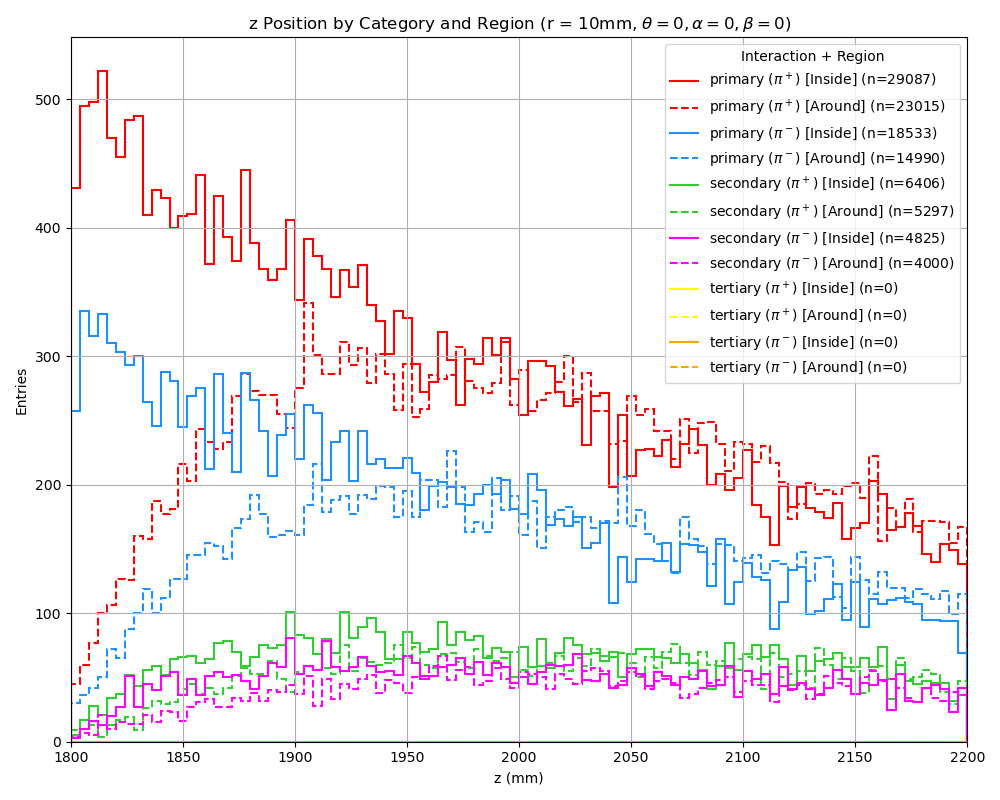 z Position by Category and Region (r = 10mm, θ = 0, α = 0, β = 0)
Entries
500
400
300
200
100
0
Interaction + Region
primary (π⁺) [Inside] (n=29087)
primary (π⁺) [Around] (n=23015)
primary (π⁻) [Inside] (n=18533)
primary (π⁻) [Around] (n=14990)
secondary (π⁺) [Inside] (n=6406)
secondary (π⁺) [Around] (n=5297)
secondary (π⁻) [Inside] (n=4825)
secondary (π⁻) [Around] (n=4000)
tertiary (π⁺) [Inside] (n=0)
tertiary (π⁺) [Around] (n=0)
tertiary (π⁻) [Inside] (n=0)
tertiary (π⁻) [Around] (n=0)
1800 1850 1900 1950 2000 2050 2100 2150 2200
z (mm)